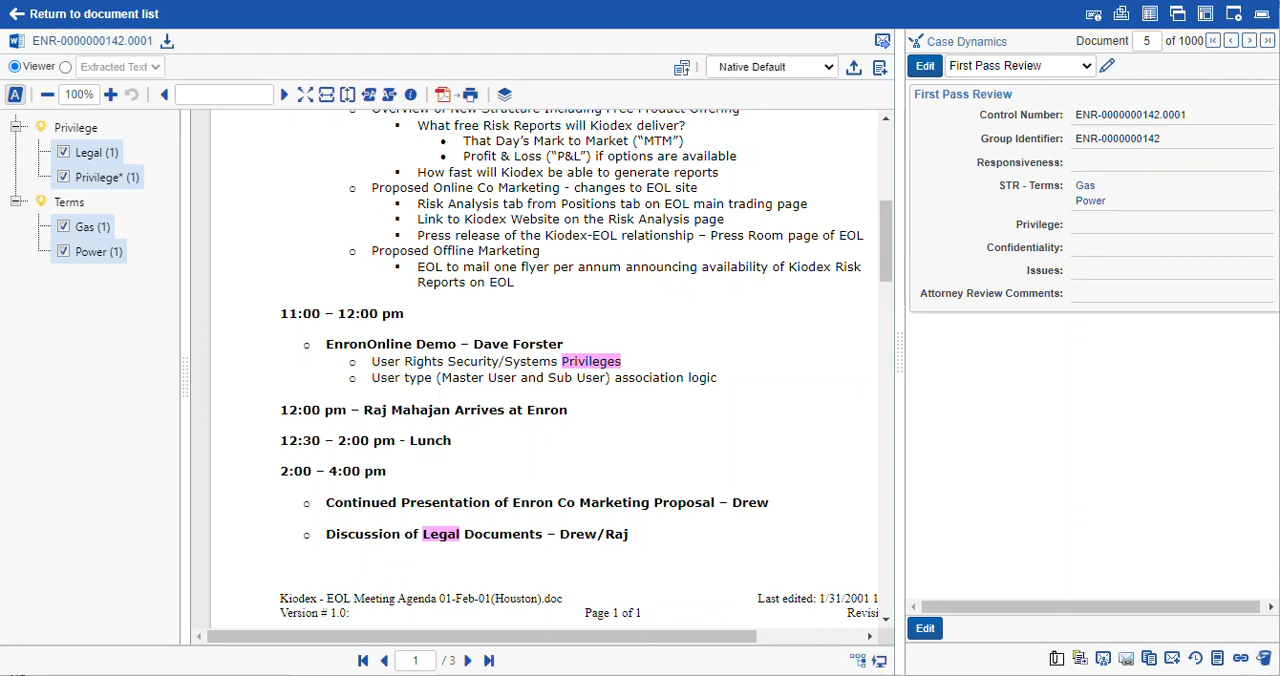 Return to document list
ENR-0000000142.0001
Viewer
Extracted Text
Native Default
100%
Privilege
Legal (1)
Privilege* (1)
Terms
Gas (1)
Power (1)
Overview of New Structure Including Free Product Offering
What free Risk Reports will Kiodex deliver?
That Day’s Mark to Market (“MTM”)
Profit & Loss (“P&L”) if options are available
How fast will Kiodex be able to generate reports
Proposed Online Co Marketing - changes to EOL site
Risk Analysis tab from Positions tab on EOL main trading page
Link to Kiodex Website on the Risk Analysis page
Press release of the Kiodex-EOL relationship – Press Room page of EOL
Proposed Offline Marketing
EOL to mail one flyer per annum announcing availability of Kiodex Risk
Reports on EOL
11:00 – 12:00 pm
EnronOnline Demo – Dave Forster
User Rights Security/Systems Privileges
User type (Master User and Sub User) association logic
12:00 pm – Raj Mahajan Arrives at Enron
12:30 – 2:00 pm - Lunch
2:00 – 4:00 pm
Continued Presentation of Enron Co Marketing Proposal – Drew
Discussion of Legal Documents – Drew/Raj
Kiodex - EOL Meeting Agenda 01-Feb-01(Houston).doc Last edited: 1/31/2001 1
Version # 1.0: Page 1 of 1 Revisi
1 / 3
Case Dynamics
Document 5 of 1000
Edit
First Pass Review
First Pass Review
Control Number: ENR-0000000142.0001
Group Identifier: ENR-0000000142
Responsiveness:
STR - Terms: Gas
Power
Privilege:
Confidentiality:
Issues:
Attorney Review Comments:
Edit